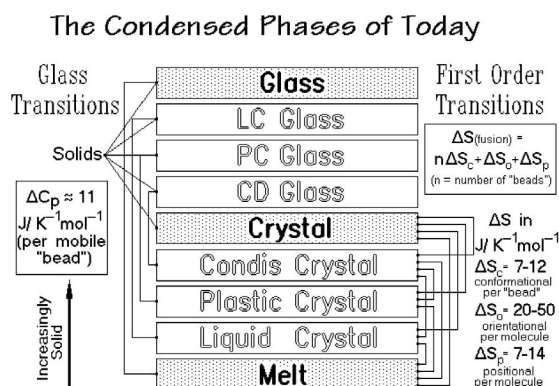 The Condensed Phases of Today
Glass
Transitions
Solids
ΔCp ≈ 11
J/ K⁻¹mol⁻¹
(per mobile
"bead")
Increasingly
Solid
Glass
LC Glass
PC Glass
CD Glass
Crystal
Condis Crystal
Plastic Crystal
Liquid Crystal
Melt
First Order
Transitions
ΔS(fusion) =
nΔSc+ΔSo+ΔSp
(n = number of "beads")
ΔS in
J/ K⁻¹mol⁻¹
ΔSc= 7-12
conformational
per "bead"
ΔSo= 20-50
orientational
per molecule
ΔSp= 7-14
positional
per molecule